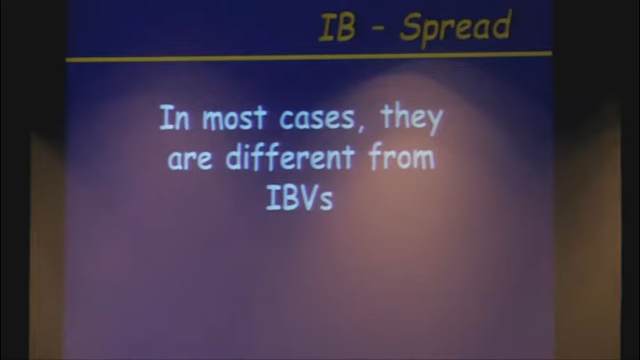 IB - Spread
In most cases, they
are different from
IBVs